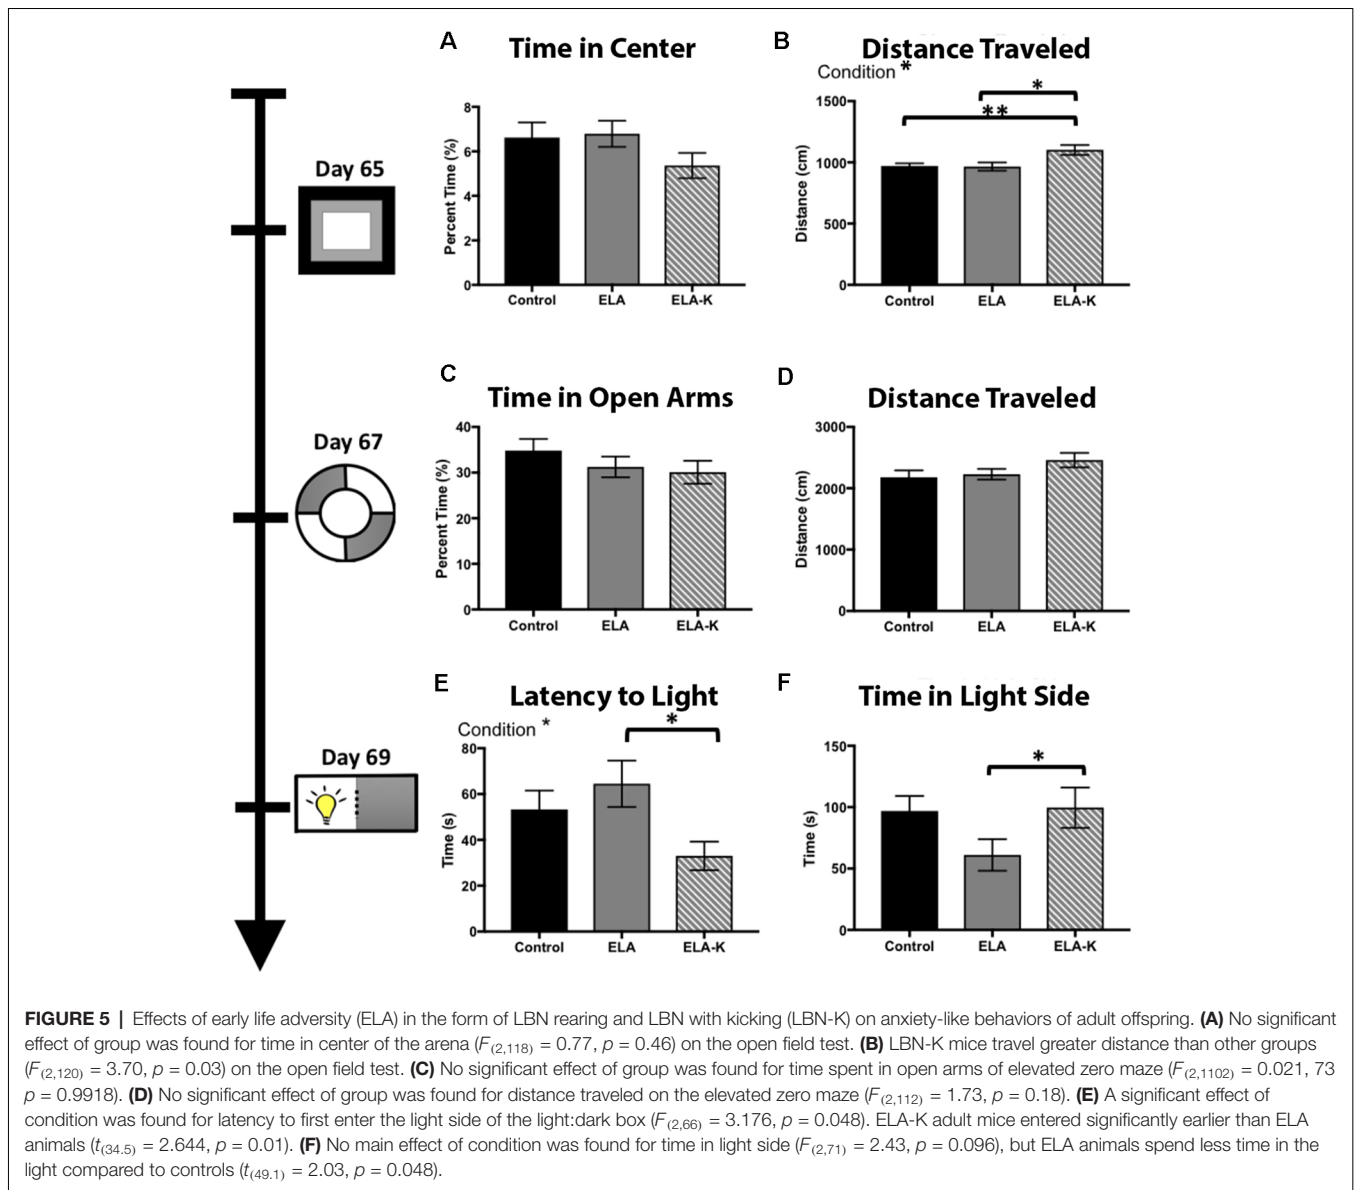 A
Time in Center
8
6
4
2
0
Percent Time (%)
Control ELA ELA-K
B
Distance Traveled
Condition *
*
**
1500
1000
500
0
Distance (cm)
Control ELA ELA-K
Day 65
C
Time in Open Arms
40
30
20
10
0
Percent Time (%)
Control ELA ELA-K
D
Distance Traveled
3000
2000
1000
0
Distance (cm)
Control ELA ELA-K
Day 67
E
Latency to Light
Condition *
*
80
60
40
20
0
Time (s)
Control ELA ELA-K
F
Time in Light Side
*
150
100
50
0
Time (s)
Control ELA ELA-K
Day 69
FIGURE 5 | Effects of early life adversity (ELA) in the form of LBN rearing and LBN with kicking (LBN-K) on anxiety-like behaviors of adult offspring. (A) No significant
effect of group was found for time in center of the arena (F(2,118) = 0.77, p = 0.46) on the open field test. (B) LBN-K mice travel greater distance than other groups
(F(2,120) = 3.70, p = 0.03) on the open field test. (C) No significant effect of group was found for time spent in open arms of elevated zero maze (F(2,1102) = 0.021, 73
p = 0.9918). (D) No significant effect of group was found for distance traveled on the elevated zero maze (F(2,112) = 1.73, p = 0.18). (E) A significant effect of
condition was found for latency to first enter the light side of the light:dark box (F(2,66) = 3.176, p = 0.048). ELA-K adult mice entered significantly earlier than ELA
animals (t(34.5) = 2.644, p = 0.01). (F) No main effect of condition was found for time in light side (F(2,71) = 2.43, p = 0.096), but ELA animals spend less time in the
light compared to controls (t(49.1) = 2.03, p = 0.048).